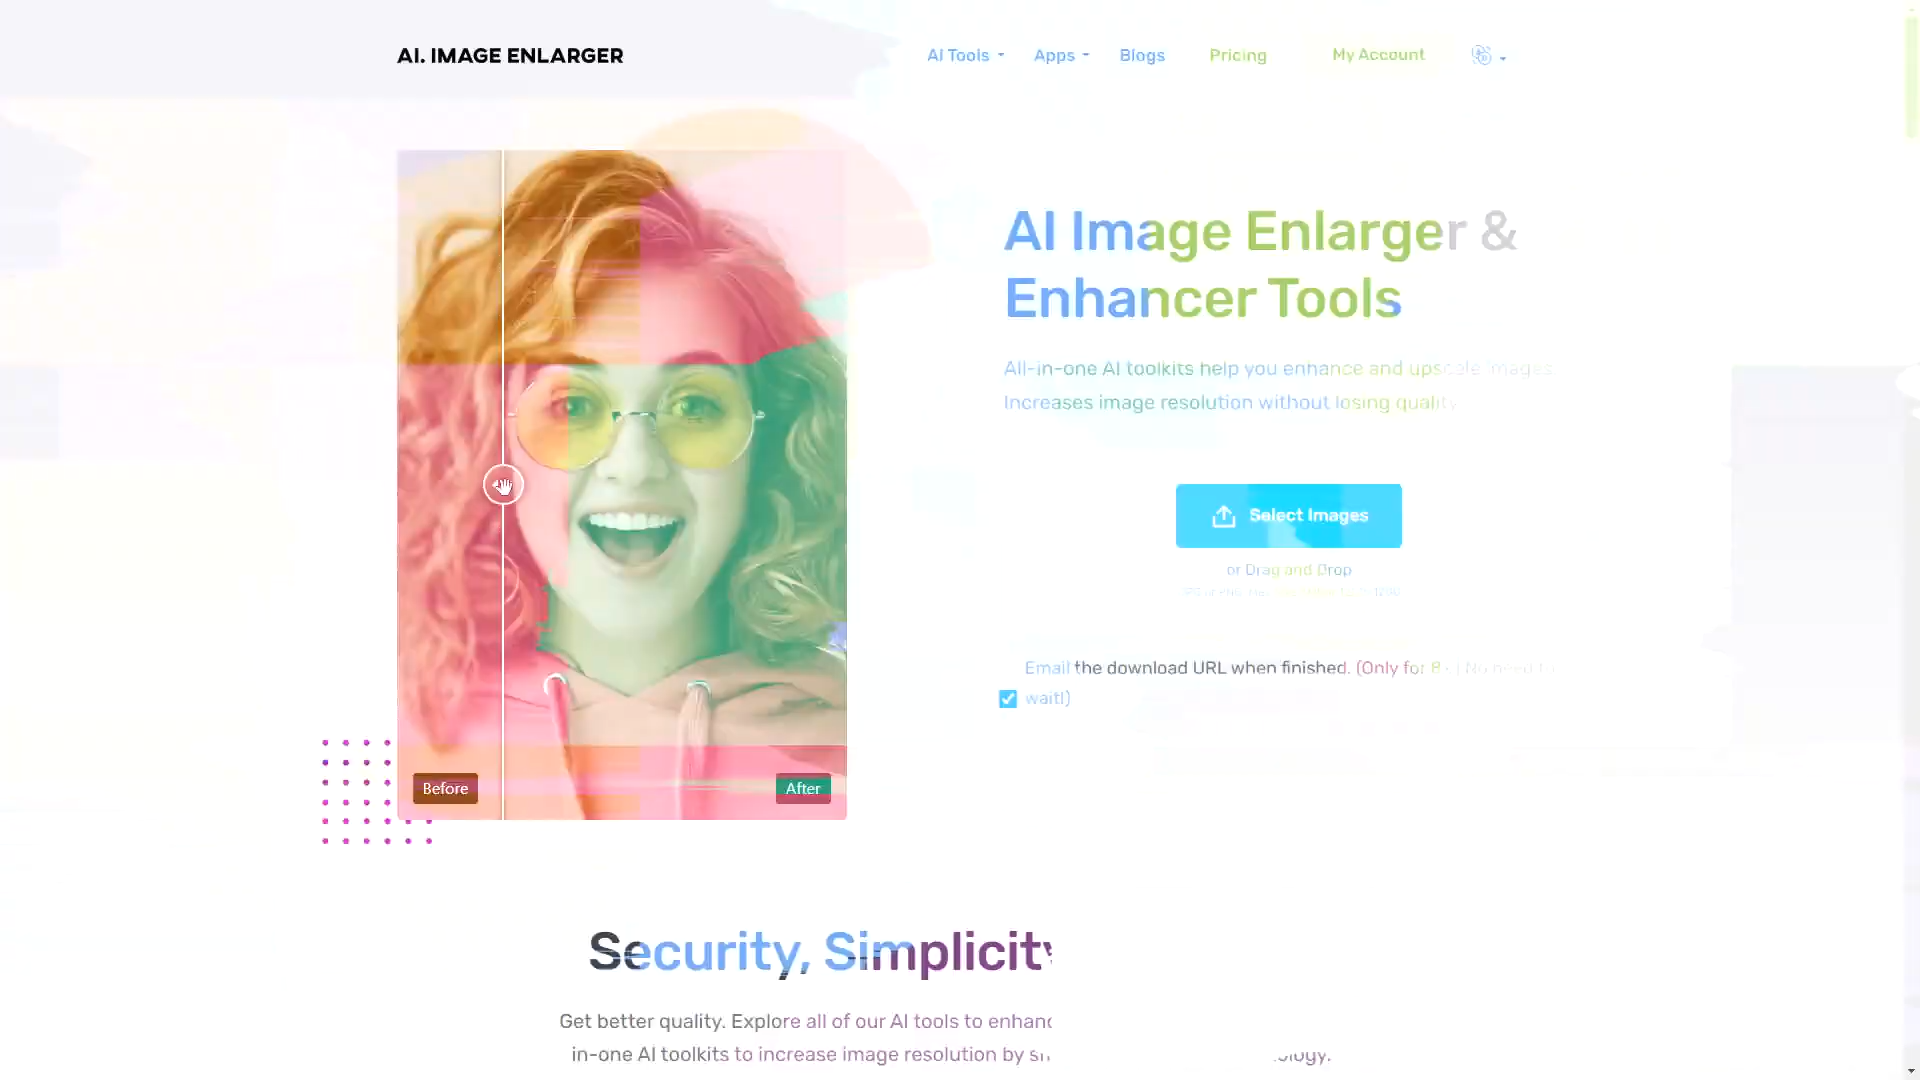 AI. IMAGE ENLARGER
AI Tools Apps Blogs Pricing My Account
AI Image Enlarger &
Enhancer Tools
All-in-one AI toolkits help you enhance and upscale images
Increases image resolution without losing quality
Select Images
or Drag and Drop
Email the download URL when finished. (Only for No need to
wait!)
Before
After
Security, Simplicity
Get better quality. Explore all of our AI tools to
in-one AI toolkits to increase image resolution by